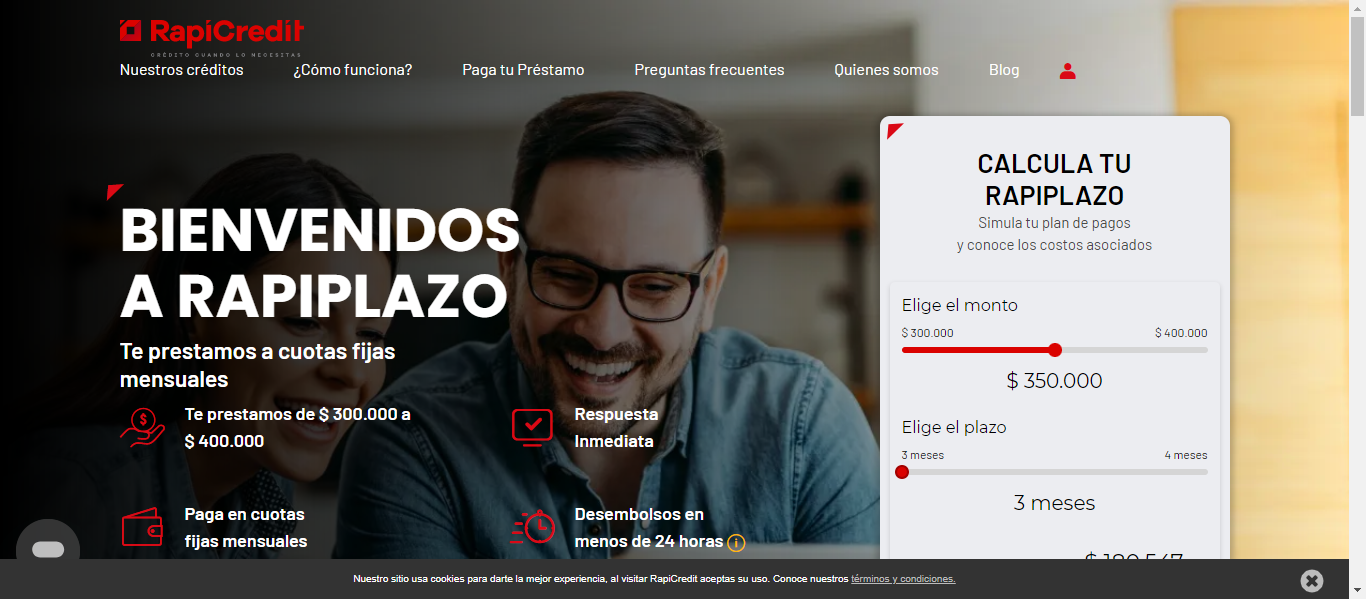 RapiCredit
CRÉDITO CUANDO LO NECESITAS
Nuestros créditos
¿Cómo funciona?
Paga tu Préstamo
Preguntas frecuentes
Quienes somos
Blog
BIENVENIDOS
A RAPIPLAZO
Te prestamos a cuotas fijas
mensuales
Te prestamos de $ 300.000 a
$ 400.000
Respuesta
Inmediata
Paga en cuotas
fijas mensuales
Desembolsos en
menos de 24 horas
CALCULA TU
RAPIPLAZO
Simula tu plan de pagos
y conoce los costos asociados
Elige el monto
$ 300.000
$ 400.000
$ 350.000
Elige el plazo
3 meses
4 meses
3 meses
Nuestro sitio usa cookies para darte la mejor experiencia, al visitar RapiCredit aceptas su uso. Conoce nuestros términos y condiciones.